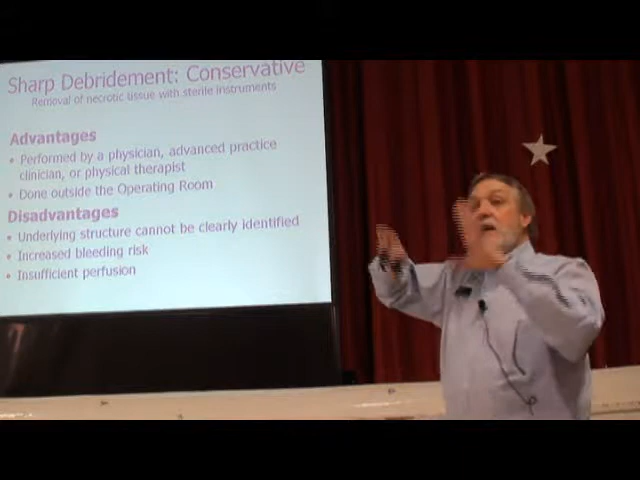 Sharp Debridement: Conservative
Removal of necrotic tissue with sterile instruments
Advantages
• Performed by a physician, advanced practice
clinician, or physical therapist
• Done outside the Operating Room
Disadvantages
• Underlying structure cannot be clearly identified
• Increased bleeding risk
• Insufficient perfusion